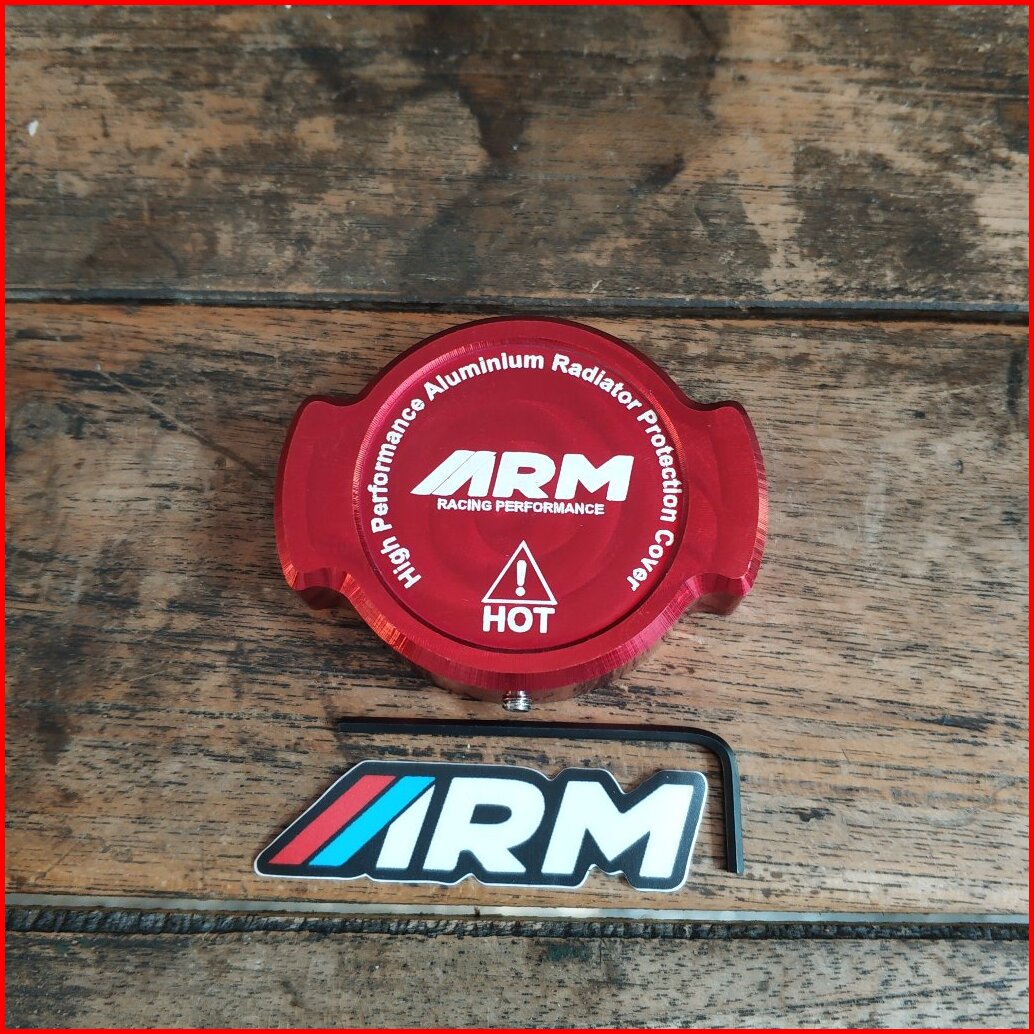 High Performance Aluminium Radiator Protection Cover
ARM
RACING PERFORMANCE
!
HOT
ARM